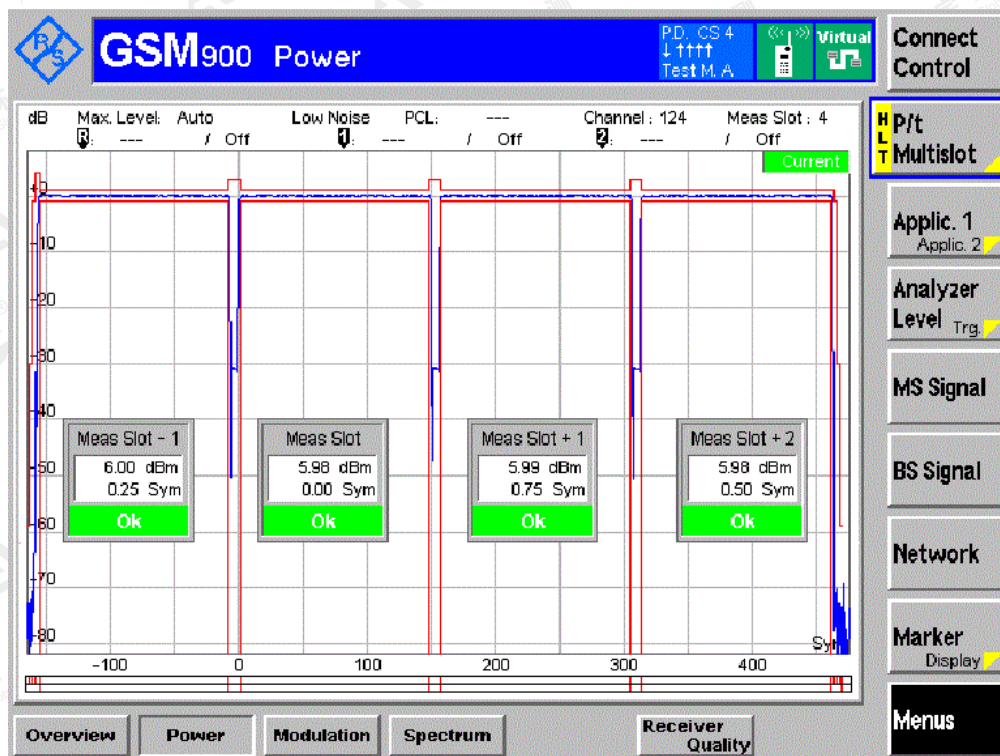 R&S
GSM900 Power
P.D. CS 4
↓ ↑↑↑↑
Test M. A
Virtual
Connect Control
dB Max. Level: Auto Low Noise PCL: --- Channel : 124 Meas Slot : 4
R: --- / Off 1: --- / Off 2: --- / Off
Current
+0
-10
-20
-30
-40
Meas Slot - 1
6.00 dBm
0.25 Sym
Ok
Meas Slot
5.98 dBm
0.00 Sym
Ok
Meas Slot + 1
5.99 dBm
0.75 Sym
Ok
Meas Slot + 2
5.98 dBm
0.50 Sym
Ok
-50
-60
-70
-80
Sym
-100 0 100 200 300 400
HLT
P/t
Multislot
Applic. 1
Applic. 2
Analyzer
Level Trg.
MS Signal
BS Signal
Network
Marker
Display
Menus
Overview Power Modulation Spectrum Receiver Quality